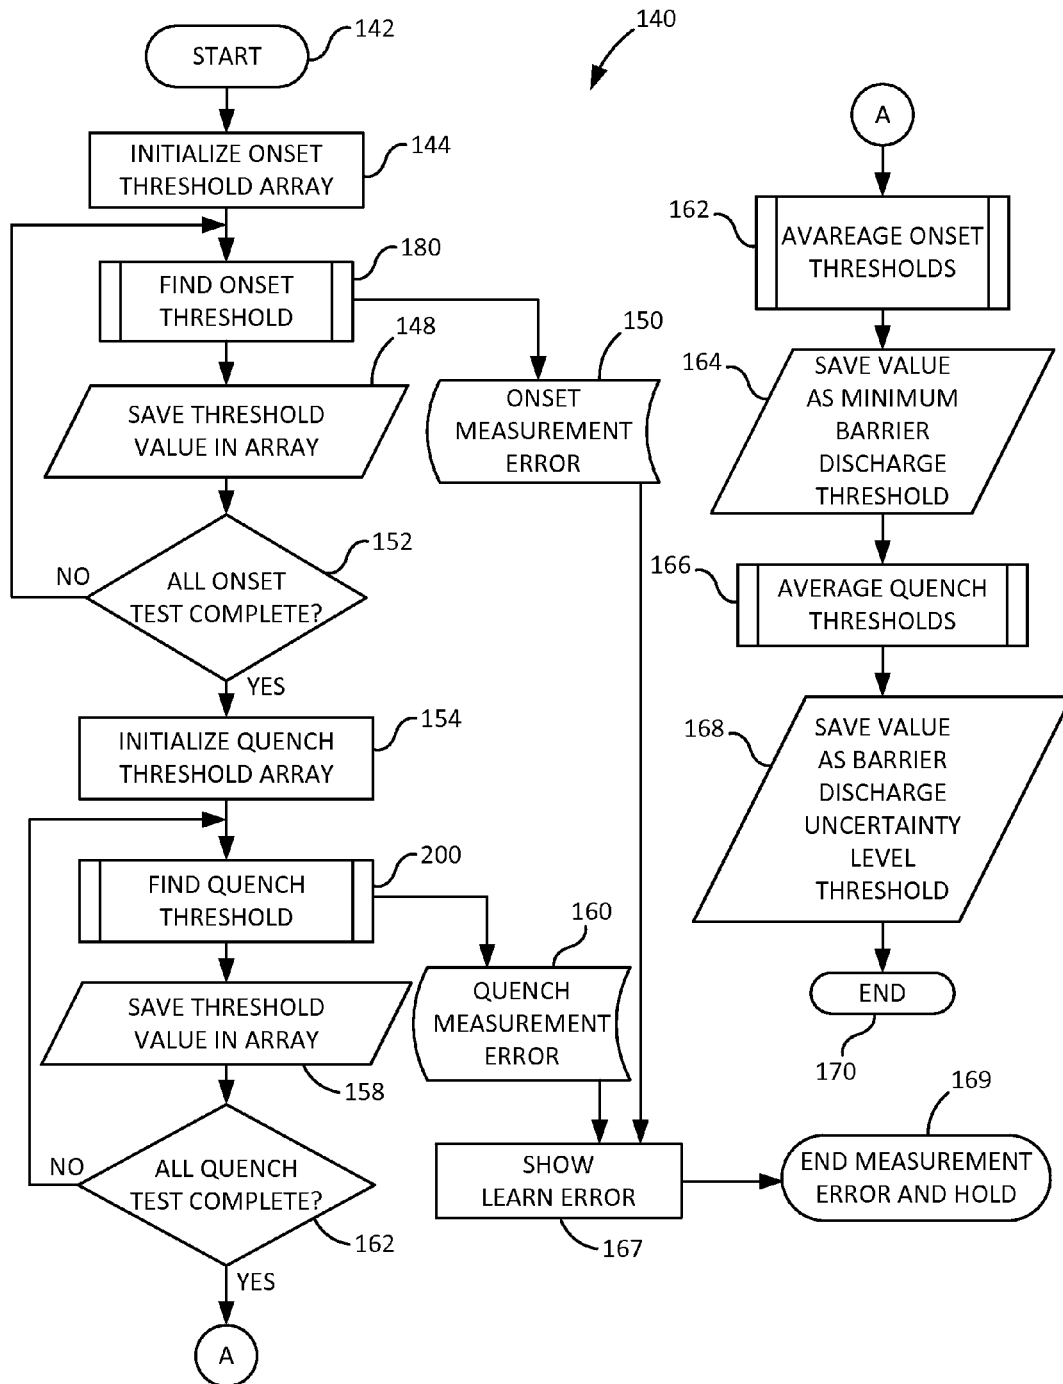 START
142
140
INITIALIZE ONSET
THRESHOLD ARRAY
144
FIND ONSET
THRESHOLD
180
148
SAVE THRESHOLD
VALUE IN ARRAY
150
ONSET
MEASUREMENT
ERROR
NO
ALL ONSET
TEST COMPLETE?
152
YES
INITIALIZE QUENCH
THRESHOLD ARRAY
154
FIND QUENCH
THRESHOLD
200
160
SAVE THRESHOLD
VALUE IN ARRAY
158
QUENCH
MEASUREMENT
ERROR
NO
ALL QUENCH
TEST COMPLETE?
162
YES
A
SHOW
LEARN ERROR
167
169
END MEASUREMENT
ERROR AND HOLD
A
162
AVAREAGE ONSET
THRESHOLDS
164
SAVE VALUE
AS MINIMUM
BARRIER
DISCHARGE
THRESHOLD
166
AVERAGE QUENCH
THRESHOLDS
168
SAVE VALUE
AS BARRIER
DISCHARGE
UNCERTAINTY
LEVEL
THRESHOLD
END
170